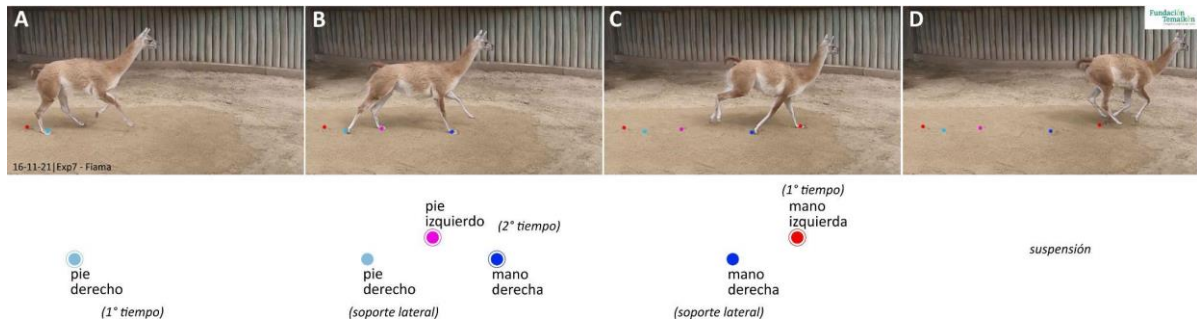 A
B
C
D
Fundación
Temaikèn
16-11-21|Exp7 - Fiama
pie
derecho
(1° tiempo)
pie
izquierdo
(2° tiempo)
pie
derecho
mano
derecha
(soporte lateral)
(1° tiempo)
mano
izquierda
mano
derecha
(soporte lateral)
suspensión